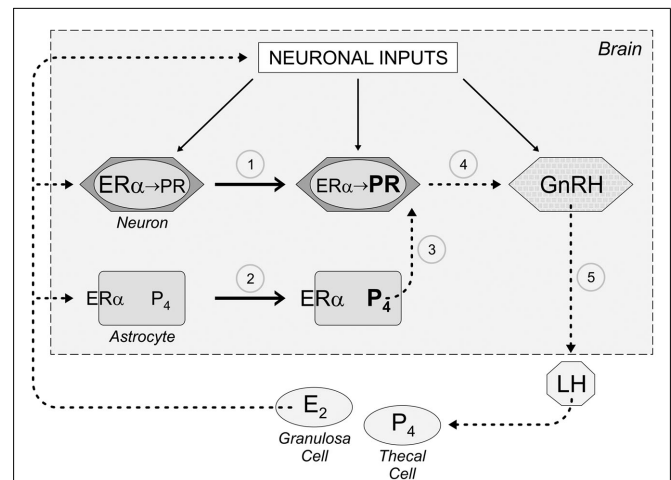 Brain
NEURONAL INPUTS
ERα→PR
1
ERα→PR
4
GnRH
Neuron
3
5
ERα P₄
2
ERα P₄
Astrocyte
LH
E₂
P₄
Granulosa
Cell
Thecal
Cell